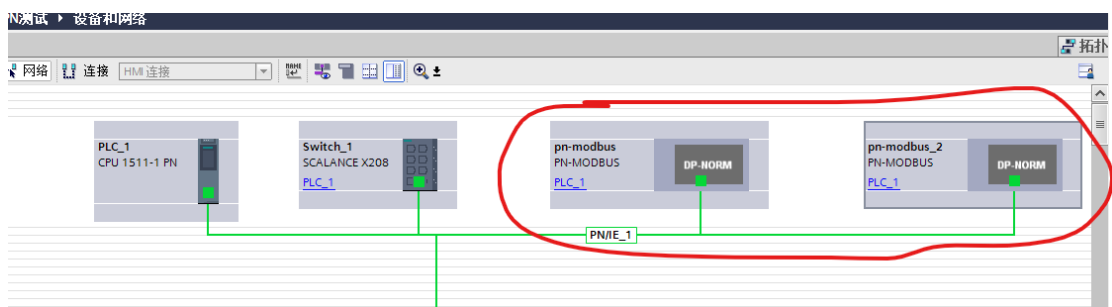 N测试 ▸ 设备和网络
拓扑
网络 连接 HMI 连接
PLC_1
CPU 1511-1 PN
Switch_1
SCALANCE X208
PLC_1
pn-modbus
PN-MODBUS
PLC_1
DP-NORM
pn-modbus_2
PN-MODBUS
PLC_1
DP-NORM
PN/IE_1